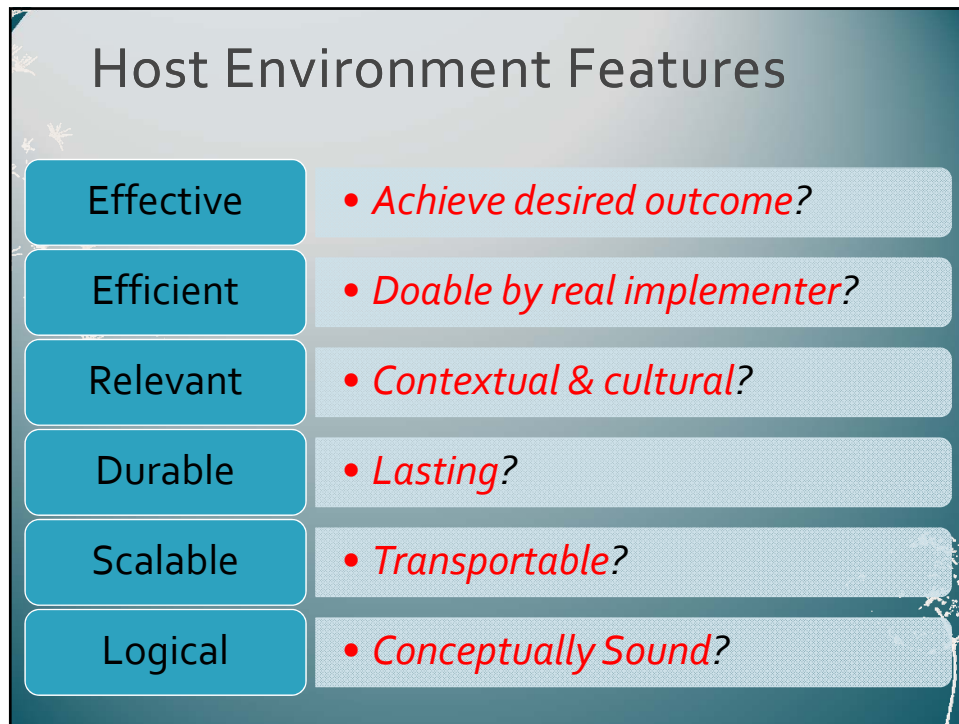 Host Environment Features
Effective
• Achieve desired outcome?
Efficient
• Doable by real implementer?
Relevant
• Contextual & cultural?
Durable
• Lasting?
Scalable
• Transportable?
Logical
• Conceptually Sound?